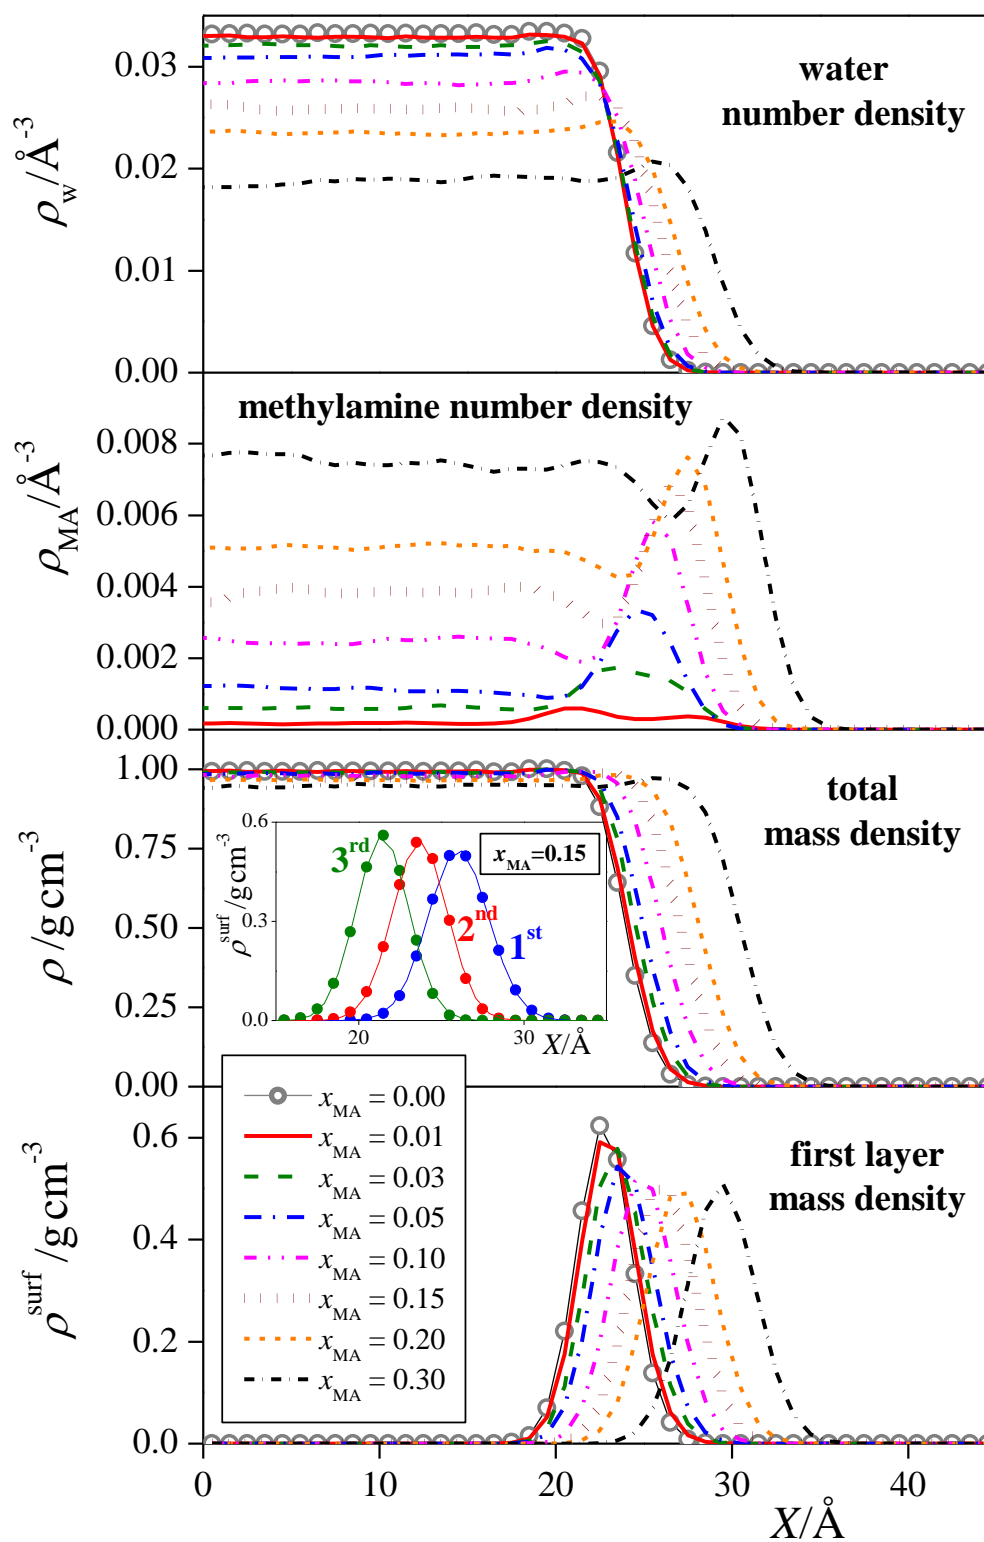 water
number density
ρw/Å-3
0.03
0.02
0.01
0.00
methylamine number density
ρMA/Å-3
0.008
0.006
0.004
0.002
0.000
total
mass density
ρ /g cm-3
1.00
0.75
0.50
0.25
0.00
ρsurf/g cm-3
0.6
0.3
0.0
3rd
2nd
1st
xMA=0.15
20
30
X/Å
xMA = 0.00
xMA = 0.01
xMA = 0.03
xMA = 0.05
xMA = 0.10
xMA = 0.15
xMA = 0.20
xMA = 0.30
first layer
mass density
ρsurf /g cm-3
0.6
0.4
0.2
0.0
0
10
20
30
40
X/Å